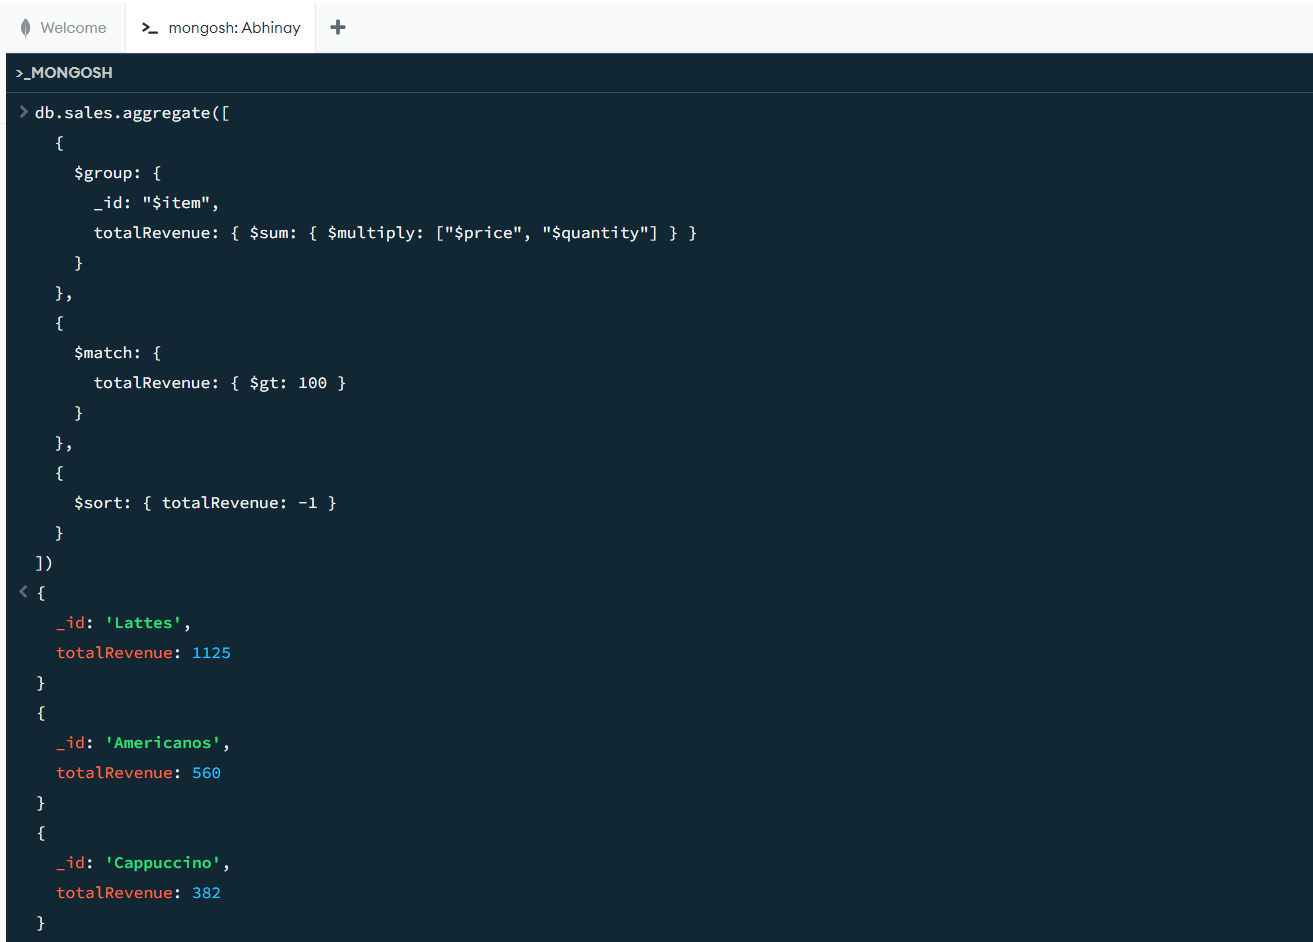 Welcome
>_ mongosh: Abhinay
>_MONGOSH
> db.sales.aggregate([
{
$group: {
_id: "$item",
totalRevenue: { $sum: { $multiply: ["$price", "$quantity"] } }
}
},
{
$match: {
totalRevenue: { $gt: 100 }
}
},
{
$sort: { totalRevenue: -1 }
}
])
< {
_id: 'Lattes',
totalRevenue: 1125
}
{
_id: 'Americanos',
totalRevenue: 560
}
{
_id: 'Cappuccino',
totalRevenue: 382
}